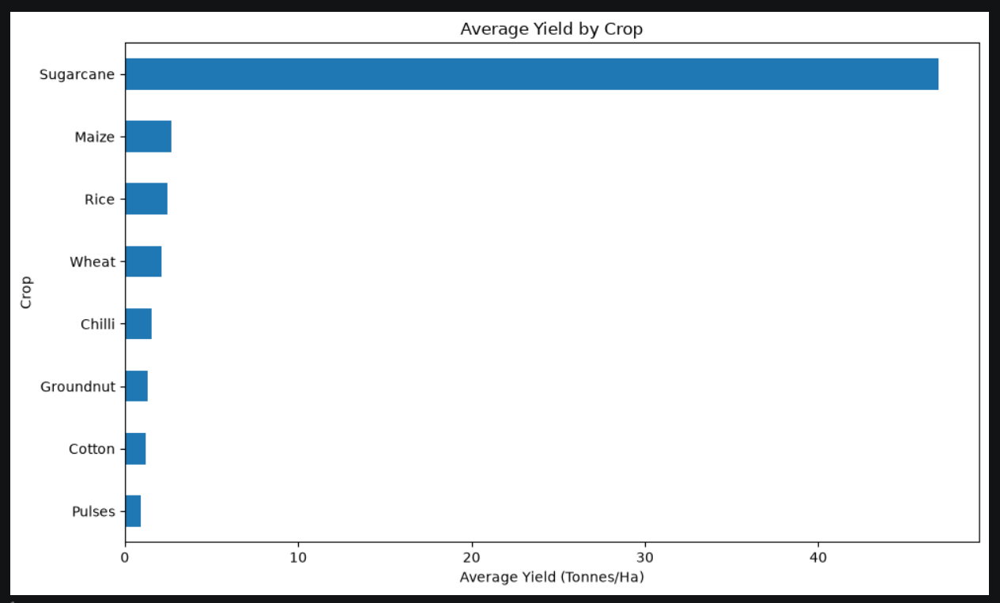 Average Yield by Crop
Sugarcane
Maize
Rice
Wheat
Chilli
Groundnut
Cotton
Pulses
Crop
0 10 20 30 40
Average Yield (Tonnes/Ha)